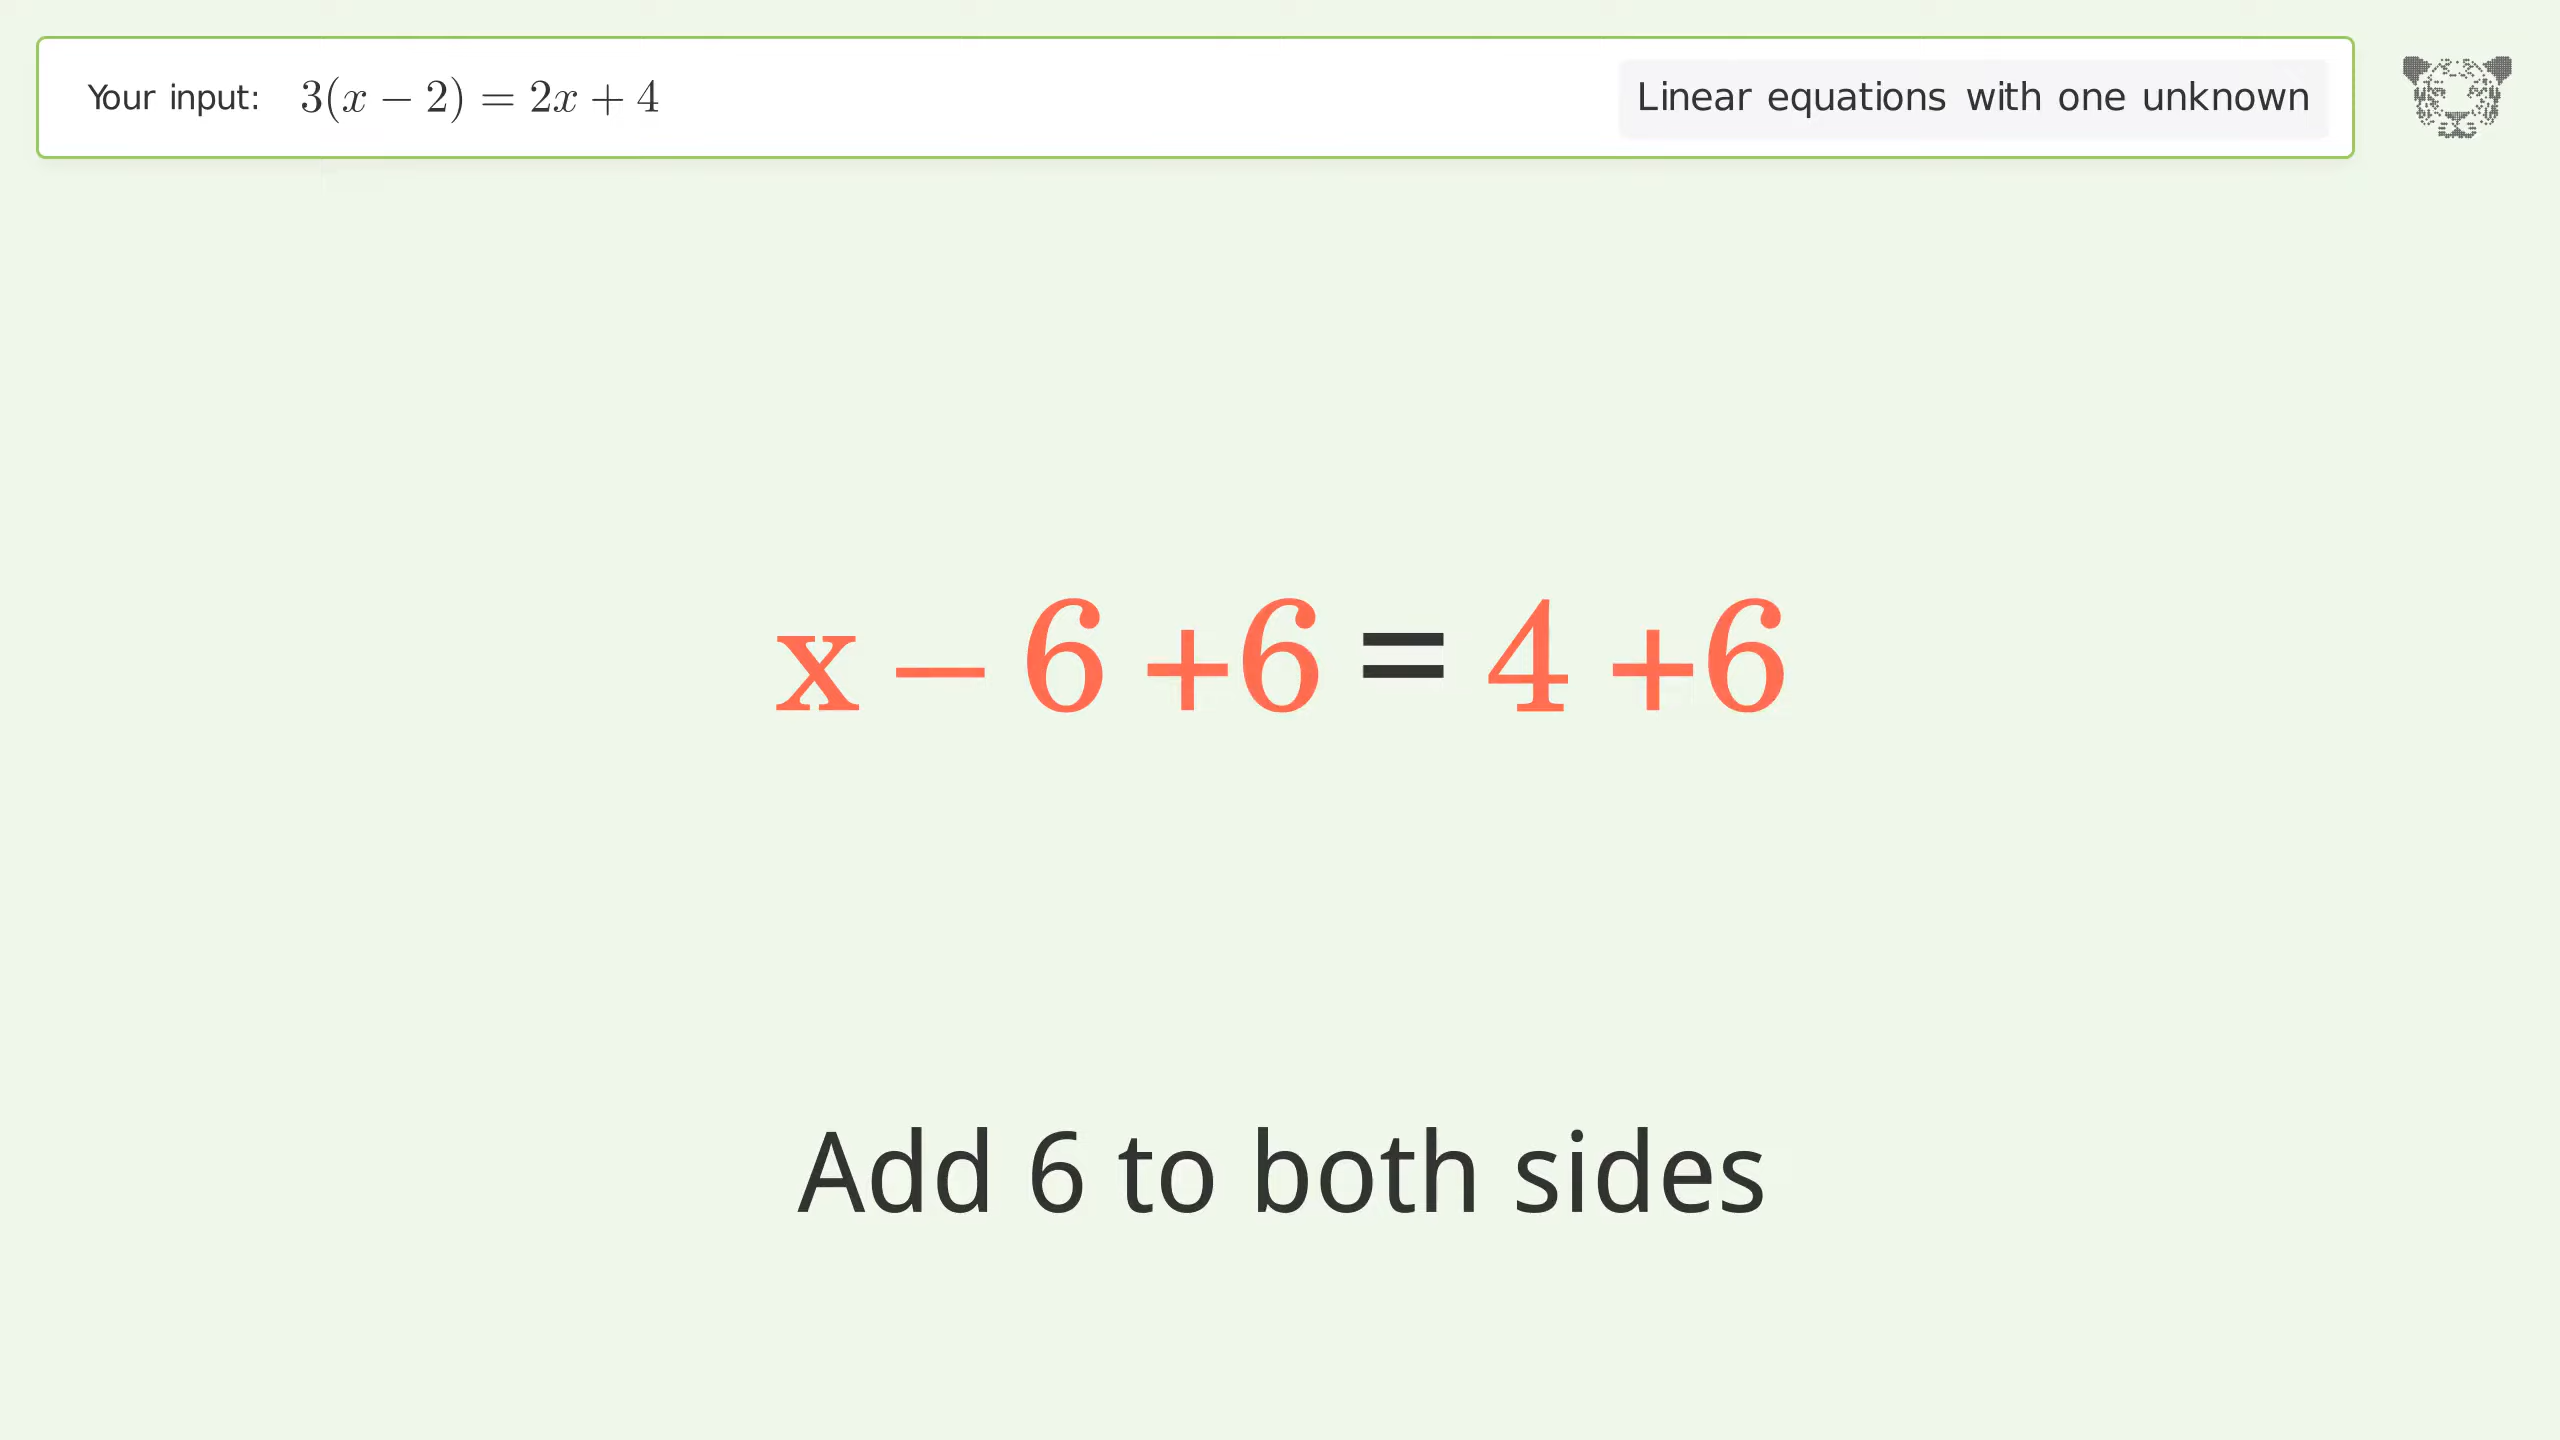 Your input: 3(x − 2) = 2x + 4
Linear equations with one unknown
x − 6 +6 = 4 +6
Add 6 to both sides